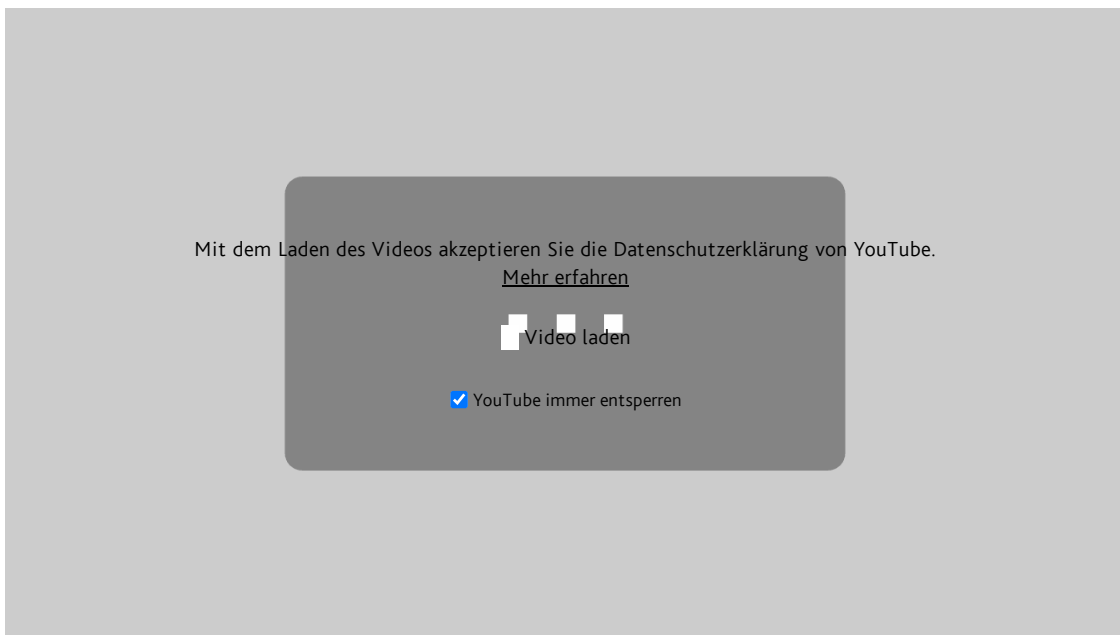 Mit dem Laden des Videos akzeptieren Sie die Datenschutzerklärung von YouTube.
Mehr erfahren
Video laden
YouTube immer entsperren